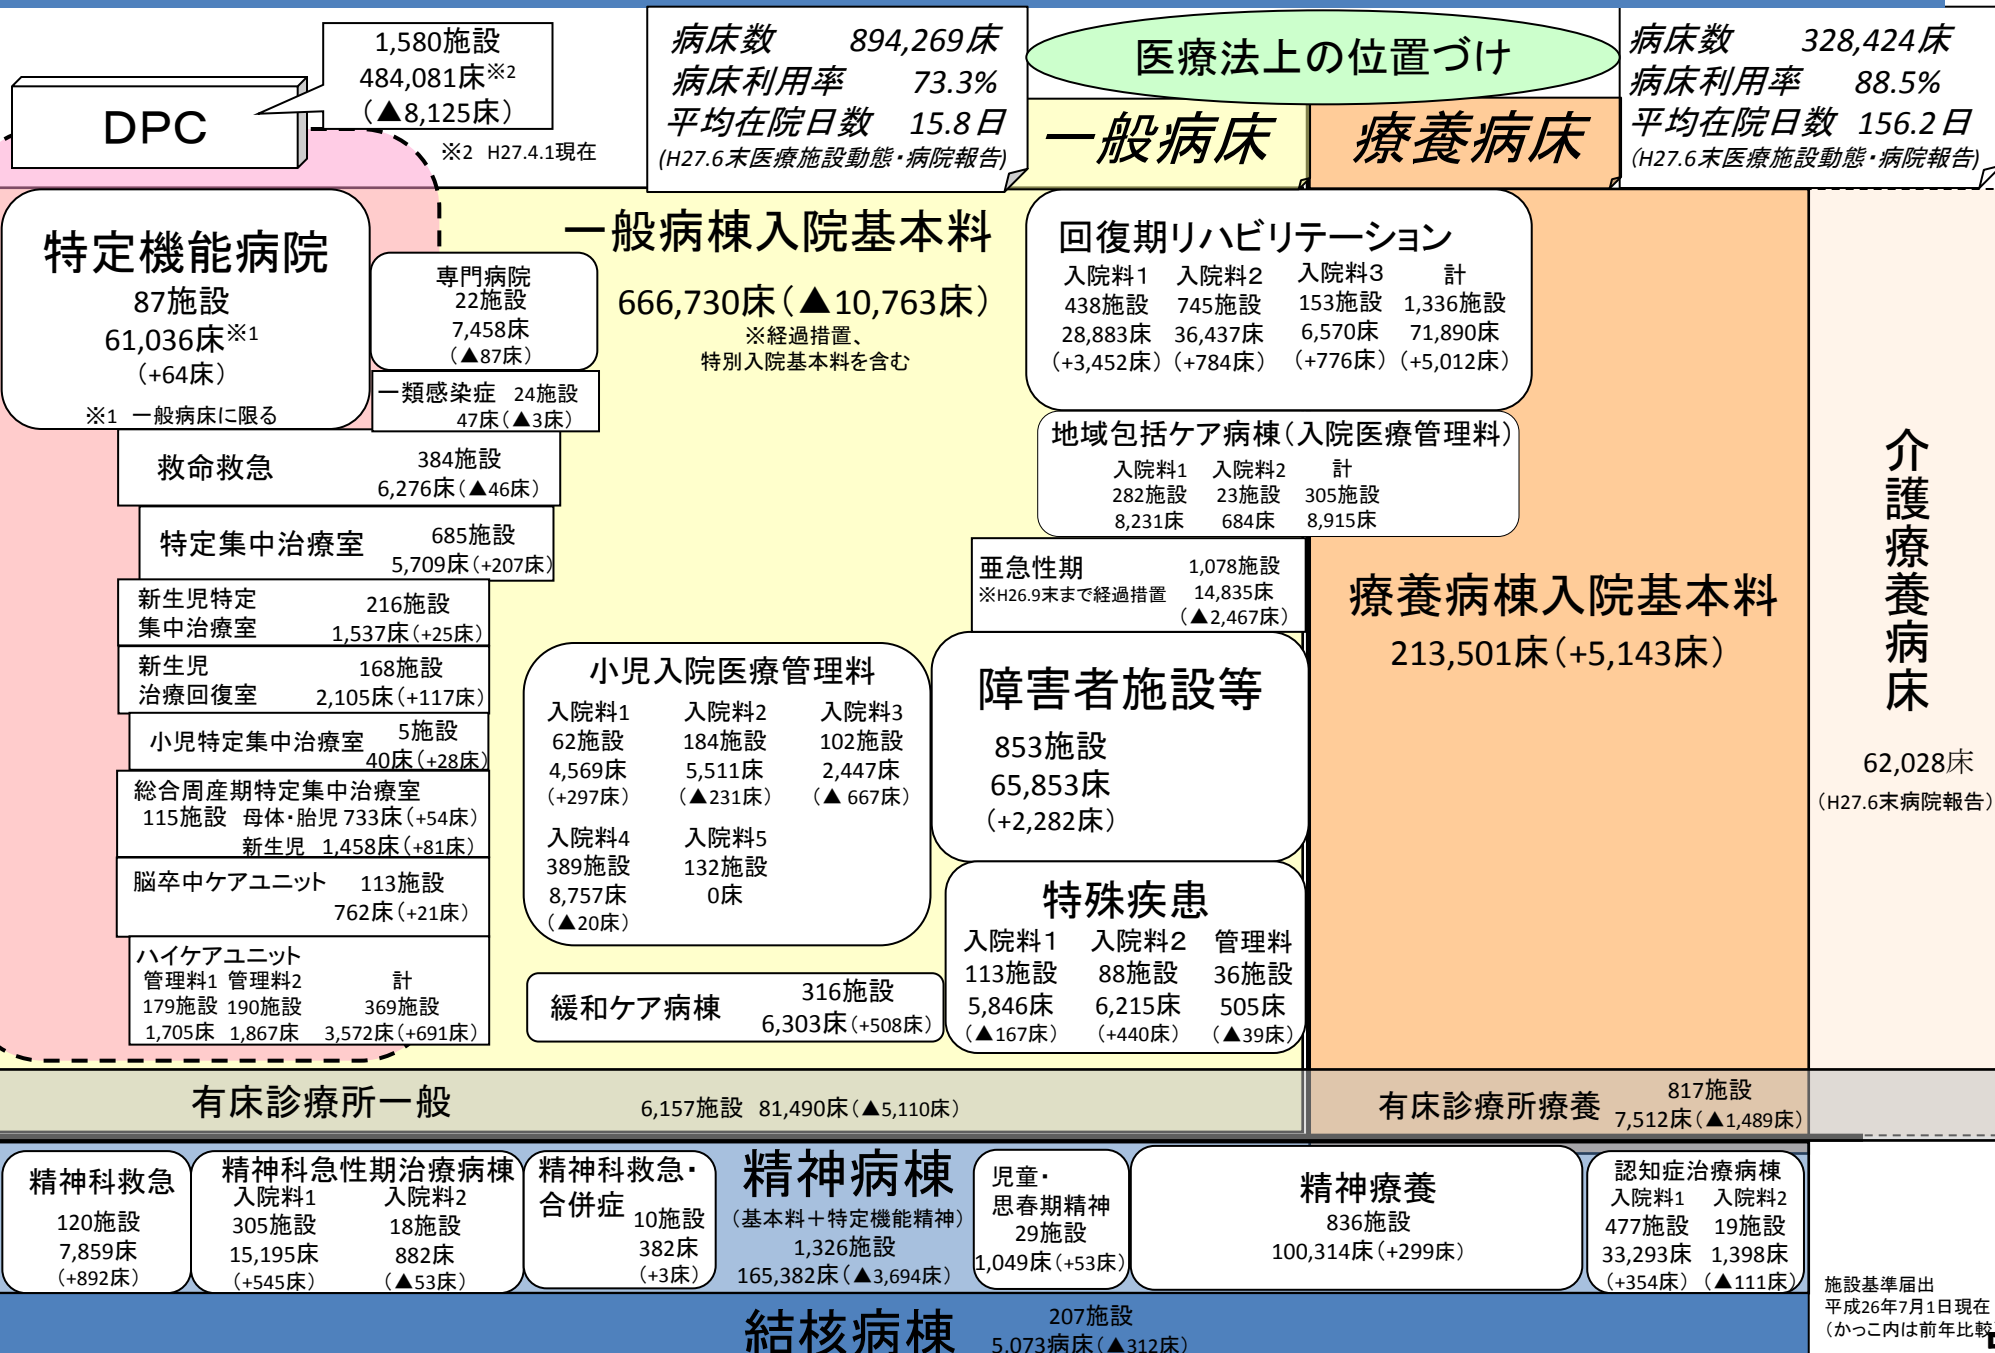 1,580施設
484,081床※2
（▲8,125床）
DPC
※2 H27.4.1現在
病床数 894,269床
病床利用率 73.3%
平均在院日数 15.8日
(H27.6末医療施設動態・病院報告)
医療法上の位置づけ
一般病床
療養病床
病床数 328,424床
病床利用率 88.5%
平均在院日数 156.2日
(H27.6末医療施設動態・病院報告)
特定機能病院
87施設
61,036床※1
（+64床）
※1 一般病床に限る
専門病院
22施設
7,458床
（▲87床）
一類感染症 24施設
47床（▲3床）
一般病棟入院基本料
666,730床（▲10,763床）
※経過措置、
特別入院基本料を含む
回復期リハビリテーション
入院料1 入院料2 入院料3 計
438施設 745施設 153施設 1,336施設
28,883床 36,437床 6,570床 71,890床
(+3,452床) (+784床) (+776床) (+5,012床)
地域包括ケア病棟（入院医療管理料）
入院料1 入院料2 計
282施設 23施設 305施設
8,231床 684床 8,915床
救命救急 384施設
6,276床（▲46床）
特定集中治療室 685施設
5,709床(+207床)
新生児特定
集中治療室
216施設
1,537床(+25床)
新生児
治療回復室
168施設
2,105床(+117床)
小児特定集中治療室 5施設
40床(+28床)
総合周産期特定集中治療室
115施設 母体・胎児 733床(+54床)
新生児 1,458床(+81床)
脳卒中ケアユニット 113施設
762床(+21床)
ハイケアユニット
管理料1 管理料2 計
179施設 190施設 369施設
1,705床 1,867床 3,572床(+691床)
亜急性期 1,078施設
※H26.9末まで経過措置 14,835床
（▲2,467床）
小児入院医療管理料
入院料1 入院料2 入院料3
62施設 184施設 102施設
4,569床 5,511床 2,447床
(+297床) （▲231床） （▲ 667床）
入院料4 入院料5
389施設 132施設
8,757床 0床
（▲20床）
障害者施設等
853施設
65,853床
(+2,282床)
特殊疾患
入院料1 入院料2 管理料
113施設 88施設 36施設
5,846床 6,215床 505床
（▲167床） (+440床) （▲39床）
緩和ケア病棟 316施設
6,303床(+508床)
療養病棟入院基本料
213,501床(+5,143床)
介護療養病床
62,028床
（H27.6末病院報告）
有床診療所一般 6,157施設 81,490床（▲5,110床）
有床診療所療養 817施設
7,512床（▲1,489床）
精神科救急
120施設
7,859床
(+892床)
精神科急性期治療病棟
入院料1 入院料2
305施設 18施設
15,195床 882床
(+545床) （▲53床）
精神科救急・
合併症 10施設
382床
(+3床)
精神病棟
（基本料＋特定機能精神）
1,326施設
165,382床（▲3,694床）
児童・
思春期精神
29施設
1,049床(+53床)
精神療養
836施設
100,314床(+299床)
認知症治療病棟
入院料1 入院料2
477施設 19施設
33,293床 1,398床
(+354床) （▲111床）
結核病棟 207施設
5,073病床（▲312床）
施設基準届出
平成26年7月1日現在
（かっこ内は前年比較